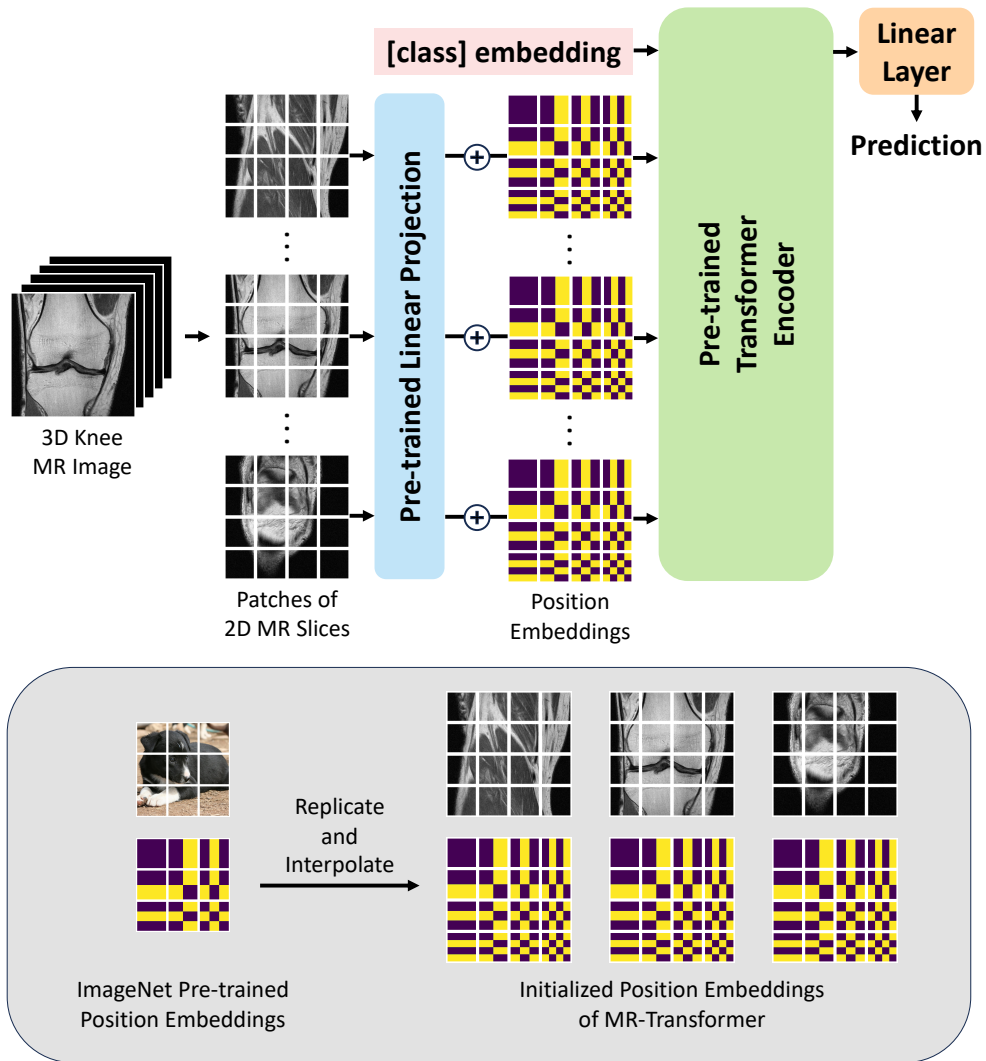 [class] embedding
Linear
Layer
Prediction
Pre-trained Linear Projection
Pre-trained
Transformer
Encoder
3D Knee
MR Image
Patches of
2D MR Slices
Position
Embeddings
Replicate
and
Interpolate
ImageNet Pre-trained
Position Embeddings
Initialized Position Embeddings
of MR-Transformer